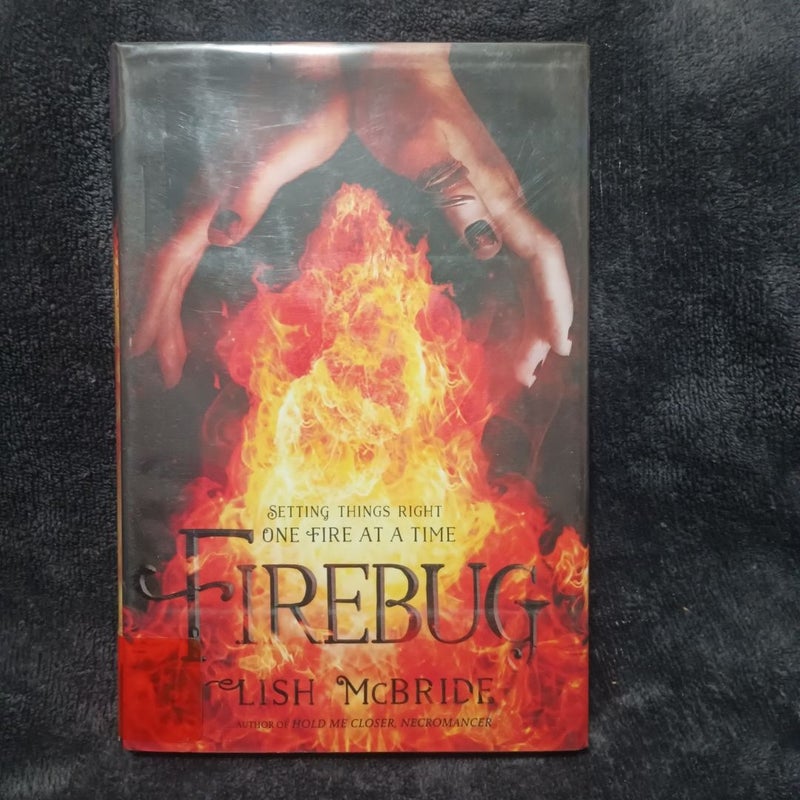 SETTING THINGS RIGHT
ONE FIRE AT A TIME
FIREBUG
LISH MCBRIDE
AUTHOR OF HOLD ME CLOSER, NECROMANCER